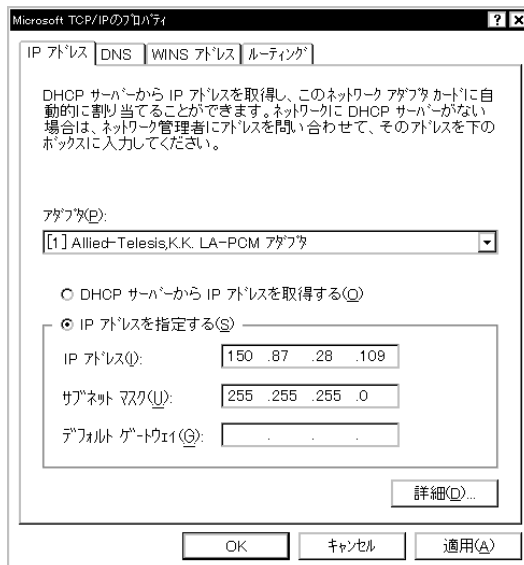 Microsoft TCP/IPのﾌﾟﾛﾊﾟﾃｨ
IP ｱﾄﾞﾚｽ DNS WINS ｱﾄﾞﾚｽ ﾙｰﾃｨﾝｸﾞ
DHCP ｻｰﾊﾞｰから IP ｱﾄﾞﾚｽを取得し、このﾈｯﾄﾜｰｸ ｱﾀﾞﾌﾟﾀ ｶｰﾄﾞに自
動的に割り当てることができます。ﾈｯﾄﾜｰｸに DHCP ｻｰﾊﾞｰがない
場合は、ﾈｯﾄﾜｰｸ管理者にｱﾄﾞﾚｽを問い合わせて、そのｱﾄﾞﾚｽを下の
ﾎﾞｯｸｽに入力してください。
ｱﾀﾞﾌﾟﾀ(P):
[1] Allied-Telesis,K.K. LA-PCM ｱﾀﾞﾌﾟﾀ
DHCP ｻｰﾊﾞｰから IP ｱﾄﾞﾚｽを取得する(O)
IP ｱﾄﾞﾚｽを指定する(S)
IP ｱﾄﾞﾚｽ(I): 150 .87 .28 .109
ｻﾌﾞﾈｯﾄ ﾏｽｸ(U): 255 .255 .255 .0
ﾃﾞﾌｫﾙﾄ ｹﾞｰﾄｳｪｲ(G): . . .
詳細(D)...
OK ｷｬﾝｾﾙ 適用(A)